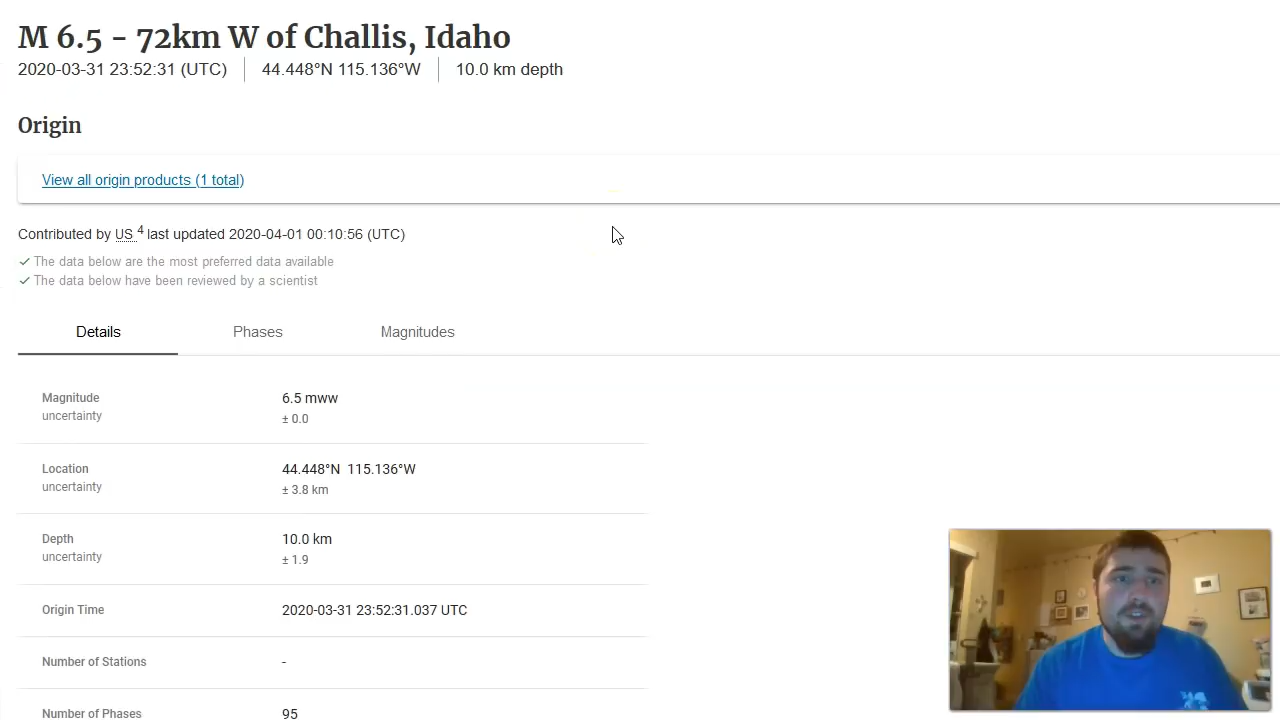 M 6.5 - 72km W of Challis, Idaho
2020-03-31 23:52:31 (UTC) 44.448°N 115.136°W 10.0 km depth
Origin
View all origin products (1 total)
Contributed by US 4 last updated 2020-04-01 00:10:56 (UTC)
✓ The data below are the most preferred data available
✓ The data below have been reviewed by a scientist
Details Phases Magnitudes
Magnitude 6.5 mww
uncertainty ± 0.0
Location 44.448°N 115.136°W
uncertainty ± 3.8 km
Depth 10.0 km
uncertainty ± 1.9
Origin Time 2020-03-31 23:52:31.037 UTC
Number of Stations -
Number of Phases 95